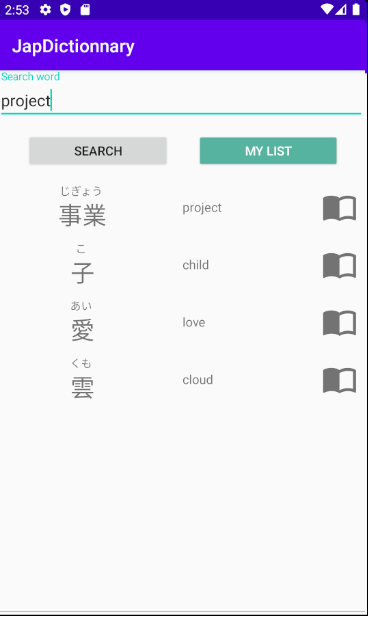 2:53
JapDictionnary
Search word
project
SEARCH MY LIST
じぎょう
事業 project
こ
子 child
あい
愛 love
くも
雲 cloud